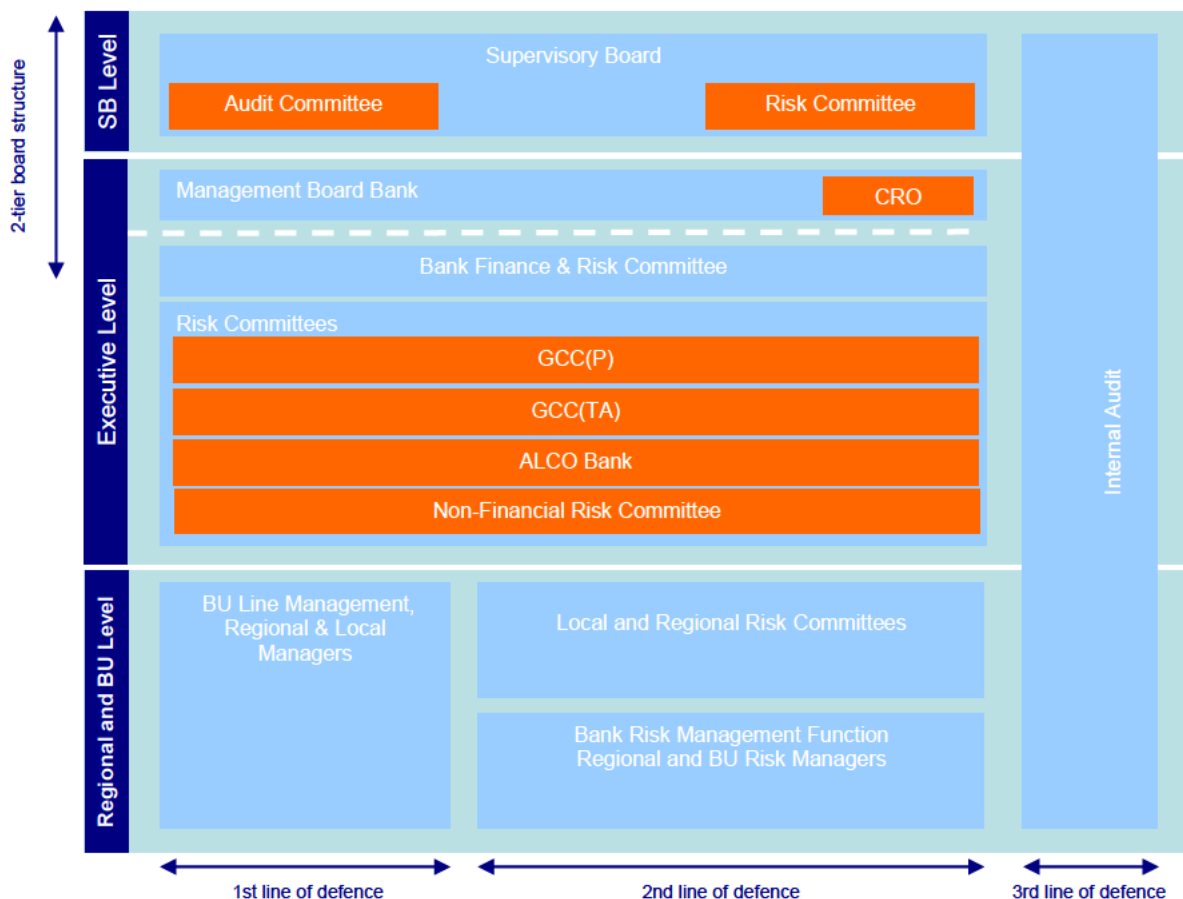 2-tier board structure
SB Level
Supervisory Board
Audit Committee
Risk Committee
Executive Level
Management Board Bank
CRO
Bank Finance & Risk Committee
Risk Committees
GCC(P)
GCC(TA)
ALCO Bank
Non-Financial Risk Committee
Internal Audit
Regional and BU Level
BU Line Management,
Regional & Local
Managers
Local and Regional Risk Committees
Bank Risk Management Function
Regional and BU Risk Managers
1st line of defence
2nd line of defence
3rd line of defence